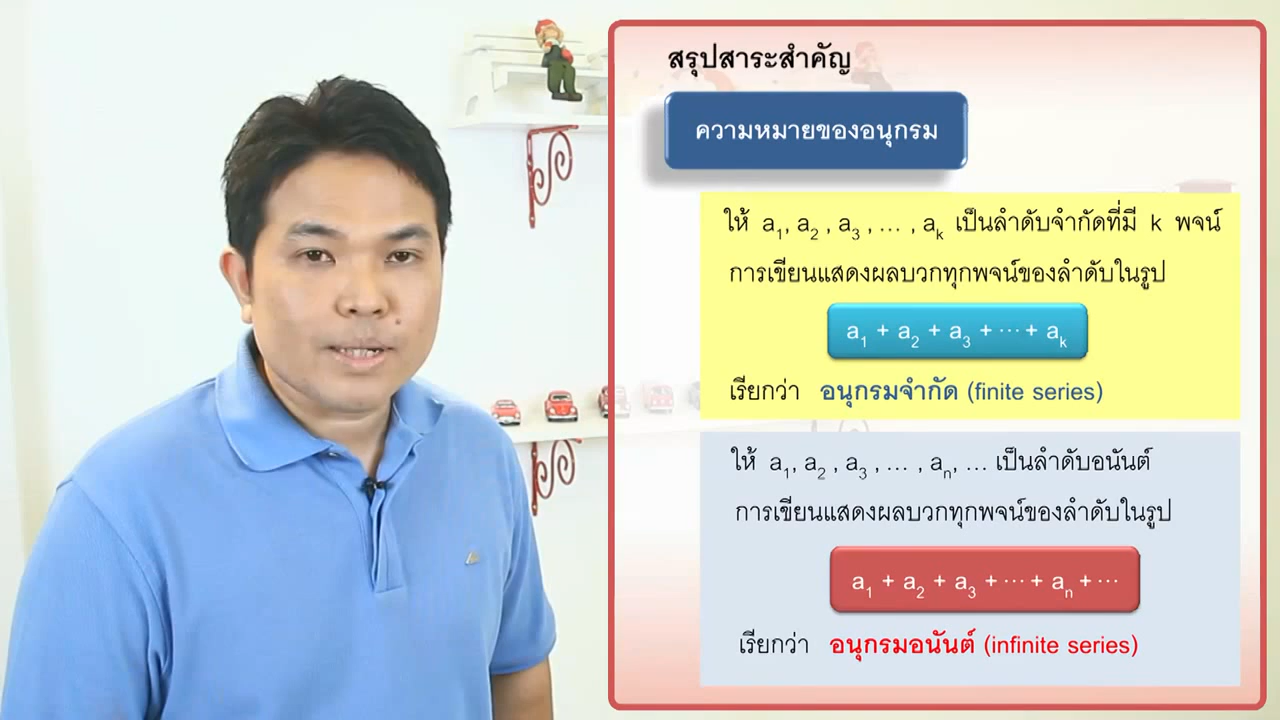 สรุปสาระสำคัญ
ความหมายของอนุกรม
ให้ a₁, a₂ , a₃ , … , aₖ เป็นลำดับจำกัดที่มี k พจน์
การเขียนแสดงผลบวกทุกพจน์ของลำดับในรูป
a₁ + a₂ + a₃ + ⋯ + aₖ
เรียกว่า อนุกรมจำกัด (finite series)
ให้ a₁, a₂ , a₃ , … , aₙ, … เป็นลำดับอนันต์
การเขียนแสดงผลบวกทุกพจน์ของลำดับในรูป
a₁ + a₂ + a₃ + ⋯ + aₙ + ⋯
เรียกว่า อนุกรมอนันต์ (infinite series)